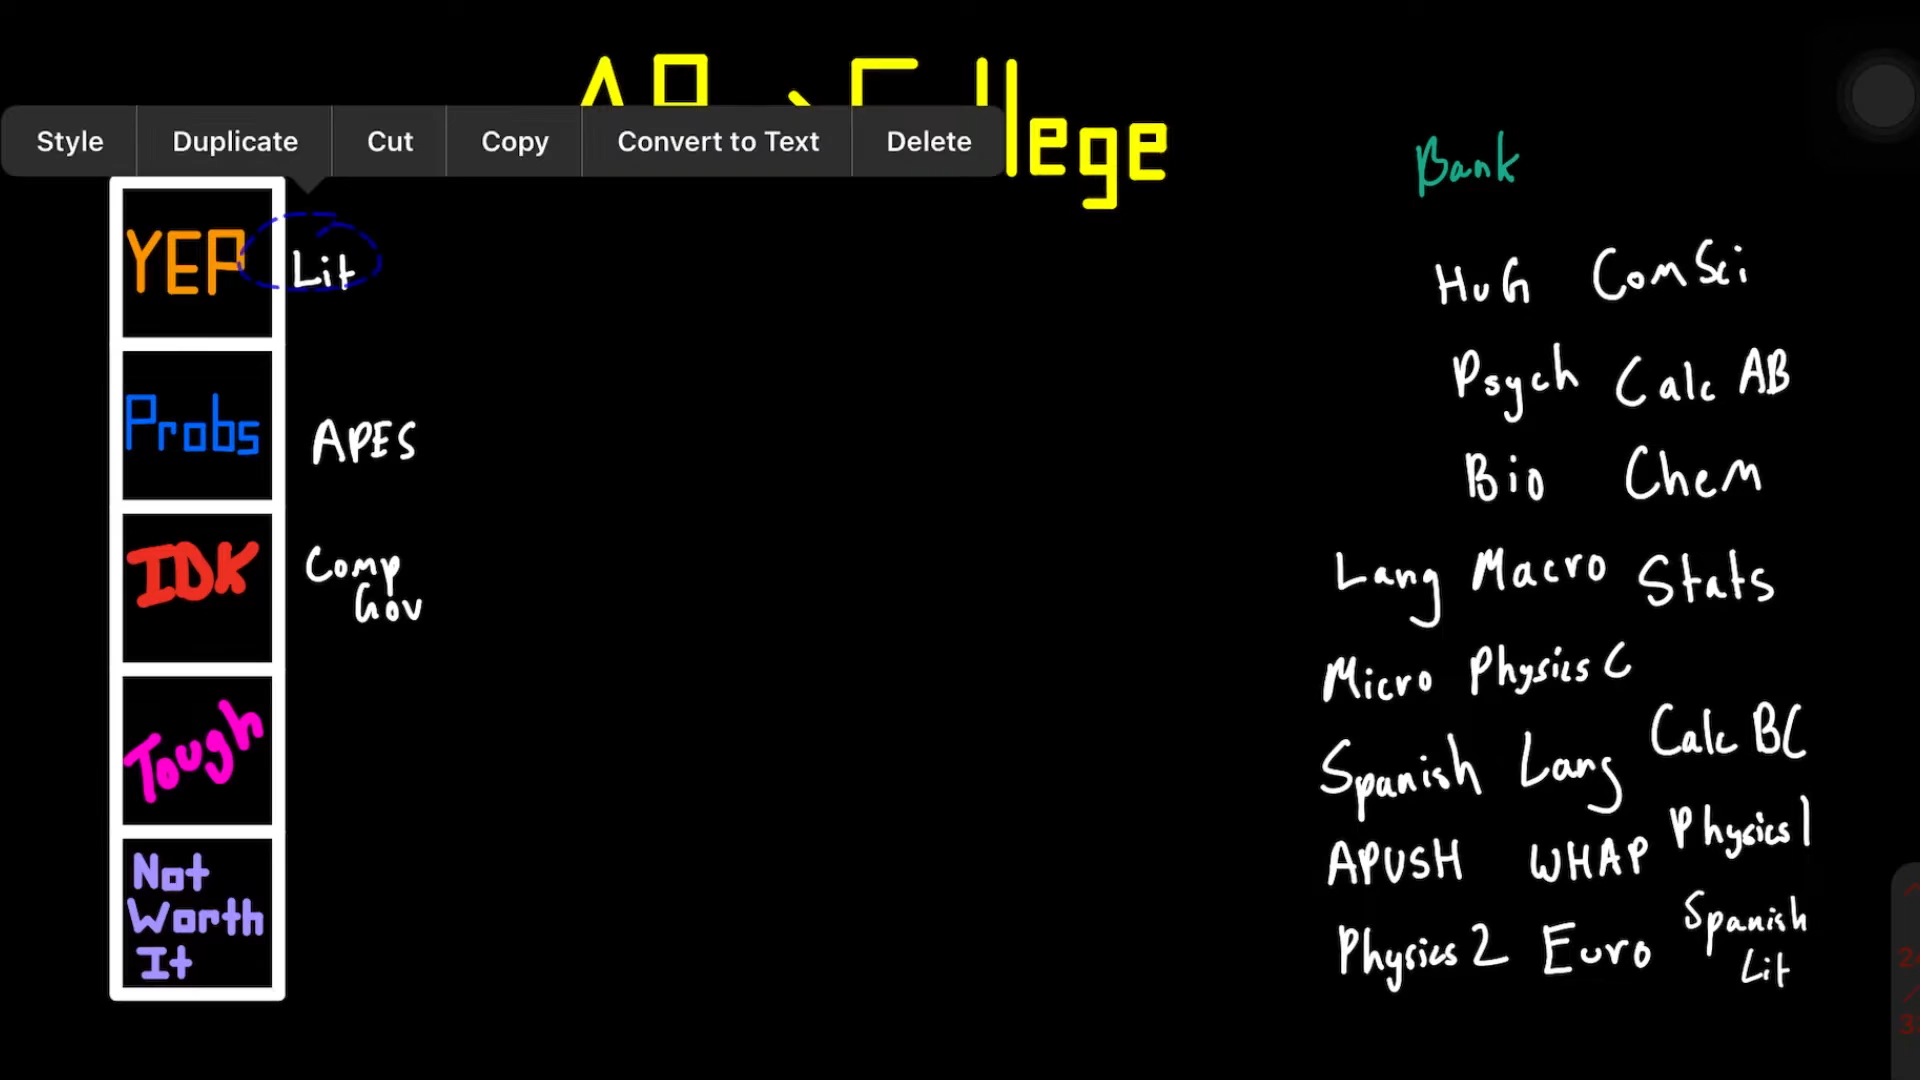 llege
Style Duplicate Cut Copy Convert to Text Delete
Bank
YEP Lit
HuG ComSci
Psych Calc AB
Probs APES
Bio Chem
IDK Comp
Gov
Lang Macro Stats
Micro Physics C
Tough
Spanish Lang Calc BC
APUSH WHAP Physics 1
Not
Worth
It
Physics 2 Euro Spanish
Lit